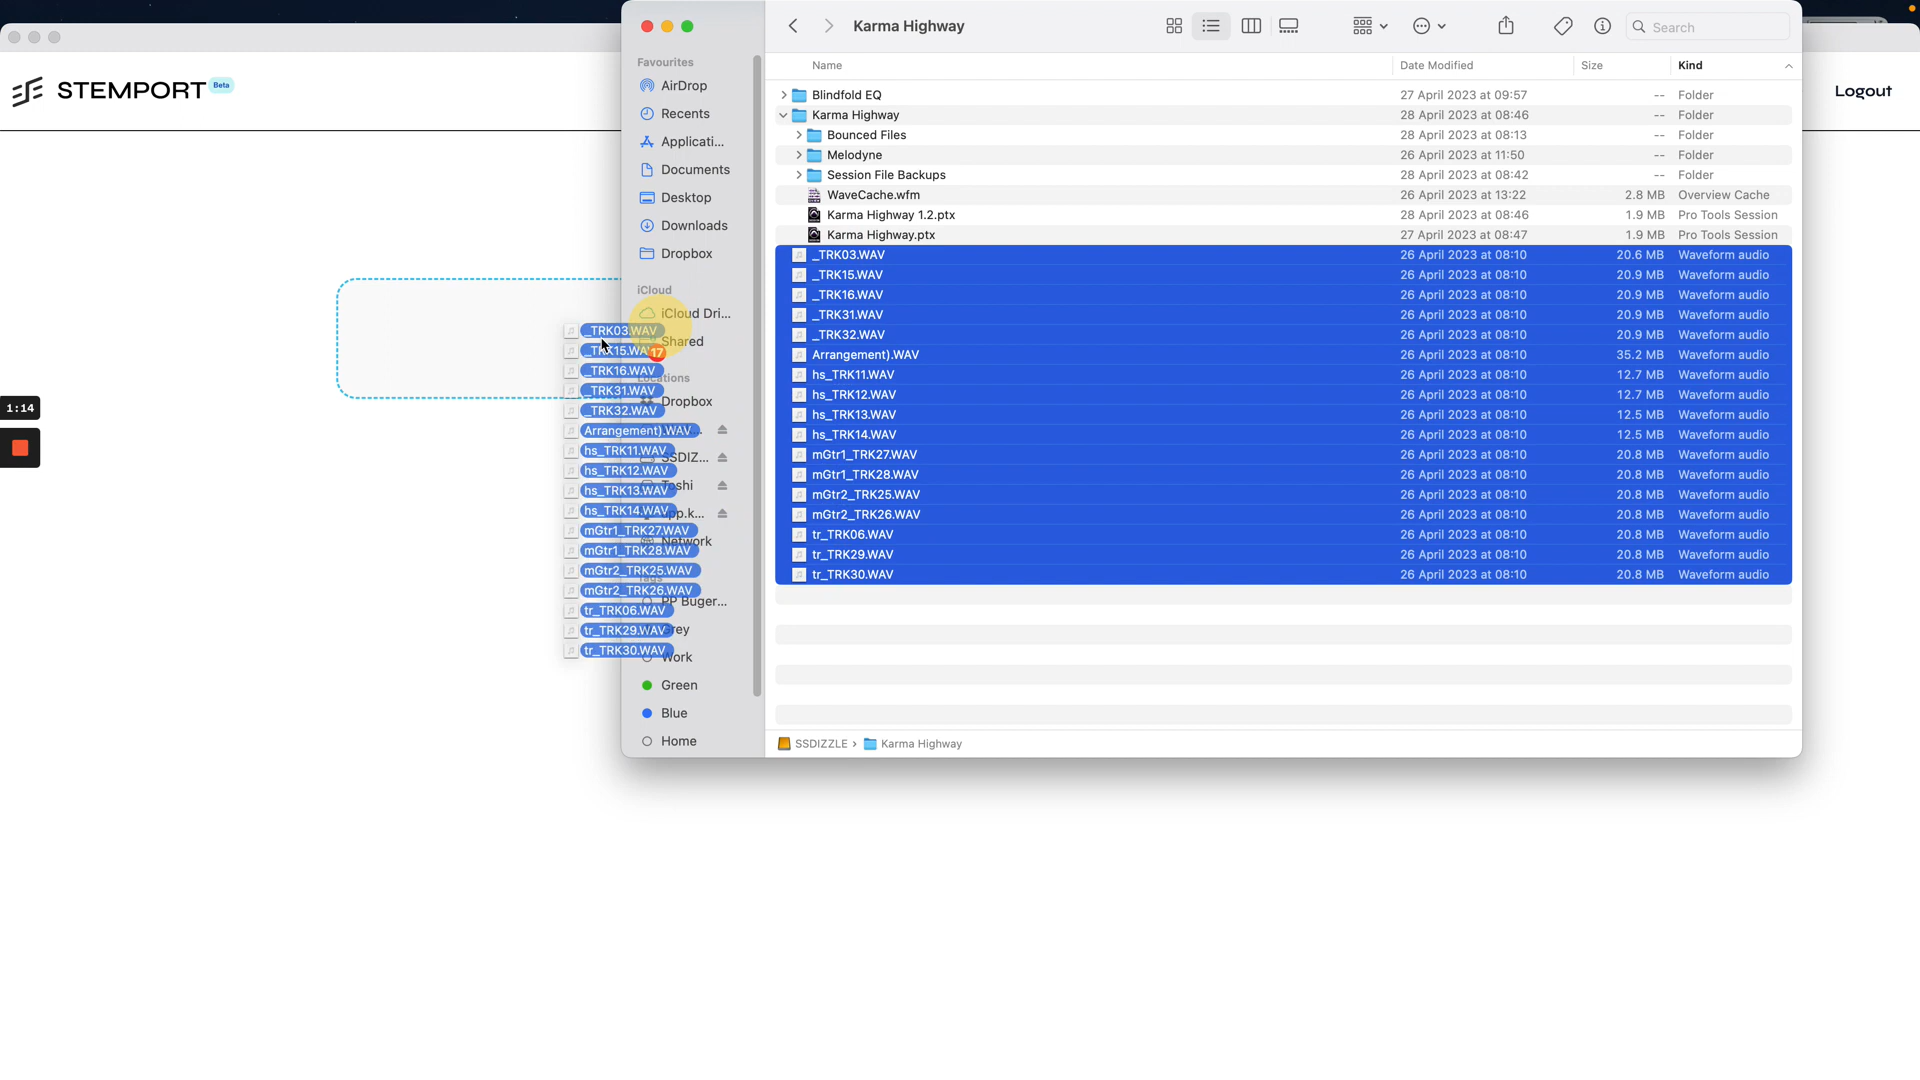 STEMPORT Beta
Logout
1:14
Karma Highway
Search
Favourites
AirDrop
Recents
Applicati...
Documents
Desktop
Downloads
Dropbox
iCloud
iCloud Dri...
Shared
Locations
Dropbox
SSDIZ...
Toshi
Network
PP Buger...
Grey
Work
Green
Blue
Home
_TRK03.WAV
_TRK15.WAV
17
_TRK16.WAV
_TRK31.WAV
_TRK32.WAV
Arrangement).WAV
hs_TRK11.WAV
hs_TRK12.WAV
hs_TRK13.WAV
hs_TRK14.WAV
mGtr1_TRK27.WAV
mGtr1_TRK28.WAV
mGtr2_TRK25.WAV
mGtr2_TRK26.WAV
tr_TRK06.WAV
tr_TRK29.WAV
tr_TRK30.WAV
Name Date Modified Size Kind
Blindfold EQ 27 April 2023 at 09:57 -- Folder
Karma Highway 28 April 2023 at 08:46 -- Folder
Bounced Files 28 April 2023 at 08:13 -- Folder
Melodyne 26 April 2023 at 11:50 -- Folder
Session File Backups 28 April 2023 at 08:42 -- Folder
WaveCache.wfm 26 April 2023 at 13:22 2.8 MB Overview Cache
Karma Highway 1.2.ptx 28 April 2023 at 08:46 1.9 MB Pro Tools Session
Karma Highway.ptx 27 April 2023 at 08:47 1.9 MB Pro Tools Session
_TRK03.WAV 26 April 2023 at 08:10 20.6 MB Waveform audio
_TRK15.WAV 26 April 2023 at 08:10 20.9 MB Waveform audio
_TRK16.WAV 26 April 2023 at 08:10 20.9 MB Waveform audio
_TRK31.WAV 26 April 2023 at 08:10 20.9 MB Waveform audio
_TRK32.WAV 26 April 2023 at 08:10 20.9 MB Waveform audio
Arrangement).WAV 26 April 2023 at 08:10 35.2 MB Waveform audio
hs_TRK11.WAV 26 April 2023 at 08:10 12.7 MB Waveform audio
hs_TRK12.WAV 26 April 2023 at 08:10 12.7 MB Waveform audio
hs_TRK13.WAV 26 April 2023 at 08:10 12.5 MB Waveform audio
hs_TRK14.WAV 26 April 2023 at 08:10 12.5 MB Waveform audio
mGtr1_TRK27.WAV 26 April 2023 at 08:10 20.8 MB Waveform audio
mGtr1_TRK28.WAV 26 April 2023 at 08:10 20.8 MB Waveform audio
mGtr2_TRK25.WAV 26 April 2023 at 08:10 20.8 MB Waveform audio
mGtr2_TRK26.WAV 26 April 2023 at 08:10 20.8 MB Waveform audio
tr_TRK06.WAV 26 April 2023 at 08:10 20.8 MB Waveform audio
tr_TRK29.WAV 26 April 2023 at 08:10 20.8 MB Waveform audio
tr_TRK30.WAV 26 April 2023 at 08:10 20.8 MB Waveform audio
SSDIZZLE › Karma Highway